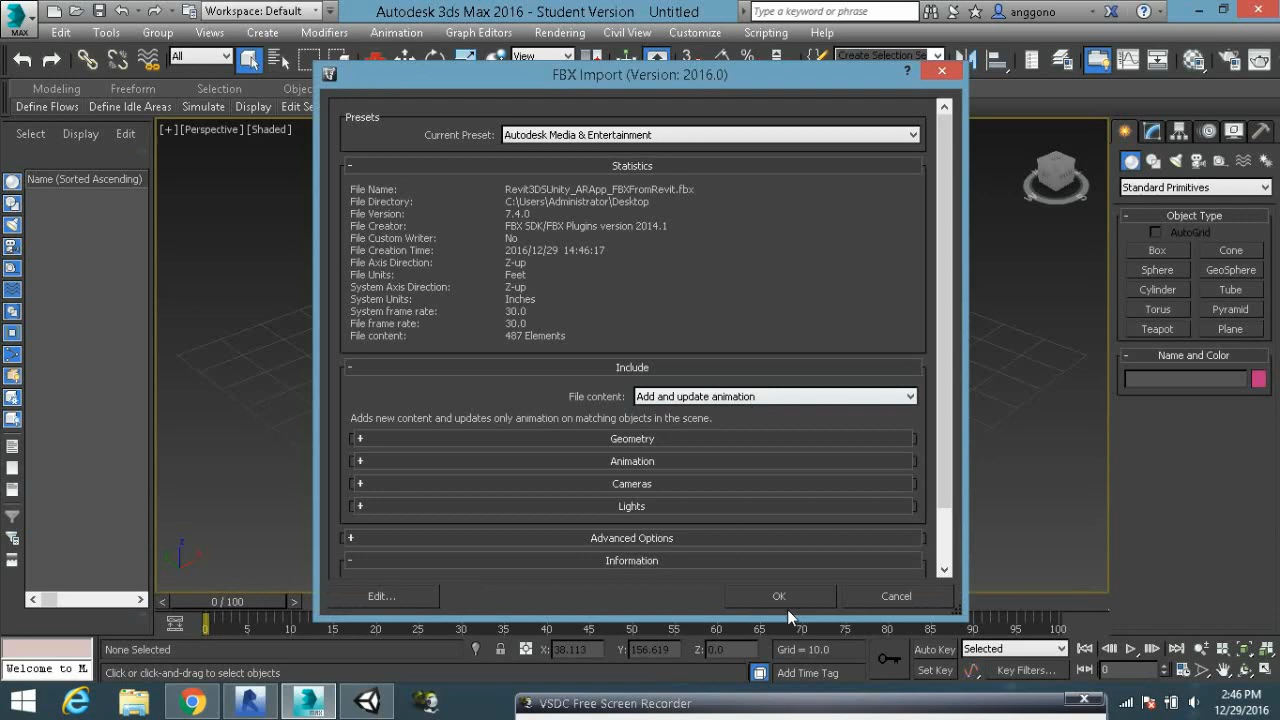 MAX
Workspace: Default
Autodesk 3ds Max 2016 - Student Version Untitled
Type a keyword or phrase
anggono
Edit Tools Group Views Create Modifiers Animation Graph Editors Rendering Civil View Customize Scripting Help
All
View
Create Selection Se
Modeling Freeform Selection Objec
Define Flows Define Idle Areas Simulate Display Edit Se
Select Display Edit
Name (Sorted Ascending)
[+] [Perspective] [Shaded]
FBX Import (Version: 2016.0)
?
Presets
Current Preset: Autodesk Media & Entertainment
- Statistics
File Name: Revit3DSUnity_ARApp_FBXFromRevit.fbx
File Directory: C:\Users\Administrator\Desktop
File Version: 7.4.0
File Creator: FBX SDK/FBX Plugins version 2014.1
File Custom Writer: No
File Creation Time: 2016/12/29 14:46:17
File Axis Direction: Z-up
File Units: Feet
System Axis Direction: Z-up
System Units: Inches
System frame rate: 30.0
File frame rate: 30.0
File content: 487 Elements
- Include
File content: Add and update animation
Adds new content and updates only animation on matching objects in the scene.
+ Geometry
+ Animation
+ Cameras
+ Lights
+ Advanced Options
- Information
Edit... OK Cancel
Standard Primitives
- Object Type
AutoGrid
Box Cone
Sphere GeoSphere
Cylinder Tube
Torus Pyramid
Teapot Plane
- Name and Color
z
< 0 / 100 >
0 5 10 15 20 25 30 35 40 45 50 55 60 65 70 75 80 85 90 95 100
None Selected X: 38.113 Y: 156.619 Z: 0.0 Grid = 10.0 Auto Key Selected
Welcome to M
Click or click-and-drag to select objects Add Time Tag Set Key Key Filters... 0
VSDC Free Screen Recorder
2:46 PM
12/29/2016